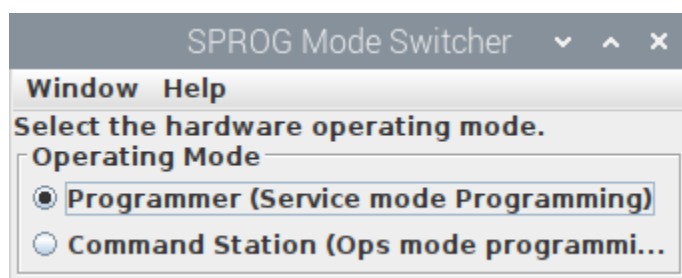 SPROG Mode Switcher
Window Help
Select the hardware operating mode.
Operating Mode
Programmer (Service mode Programming)
Command Station (Ops mode programmi...